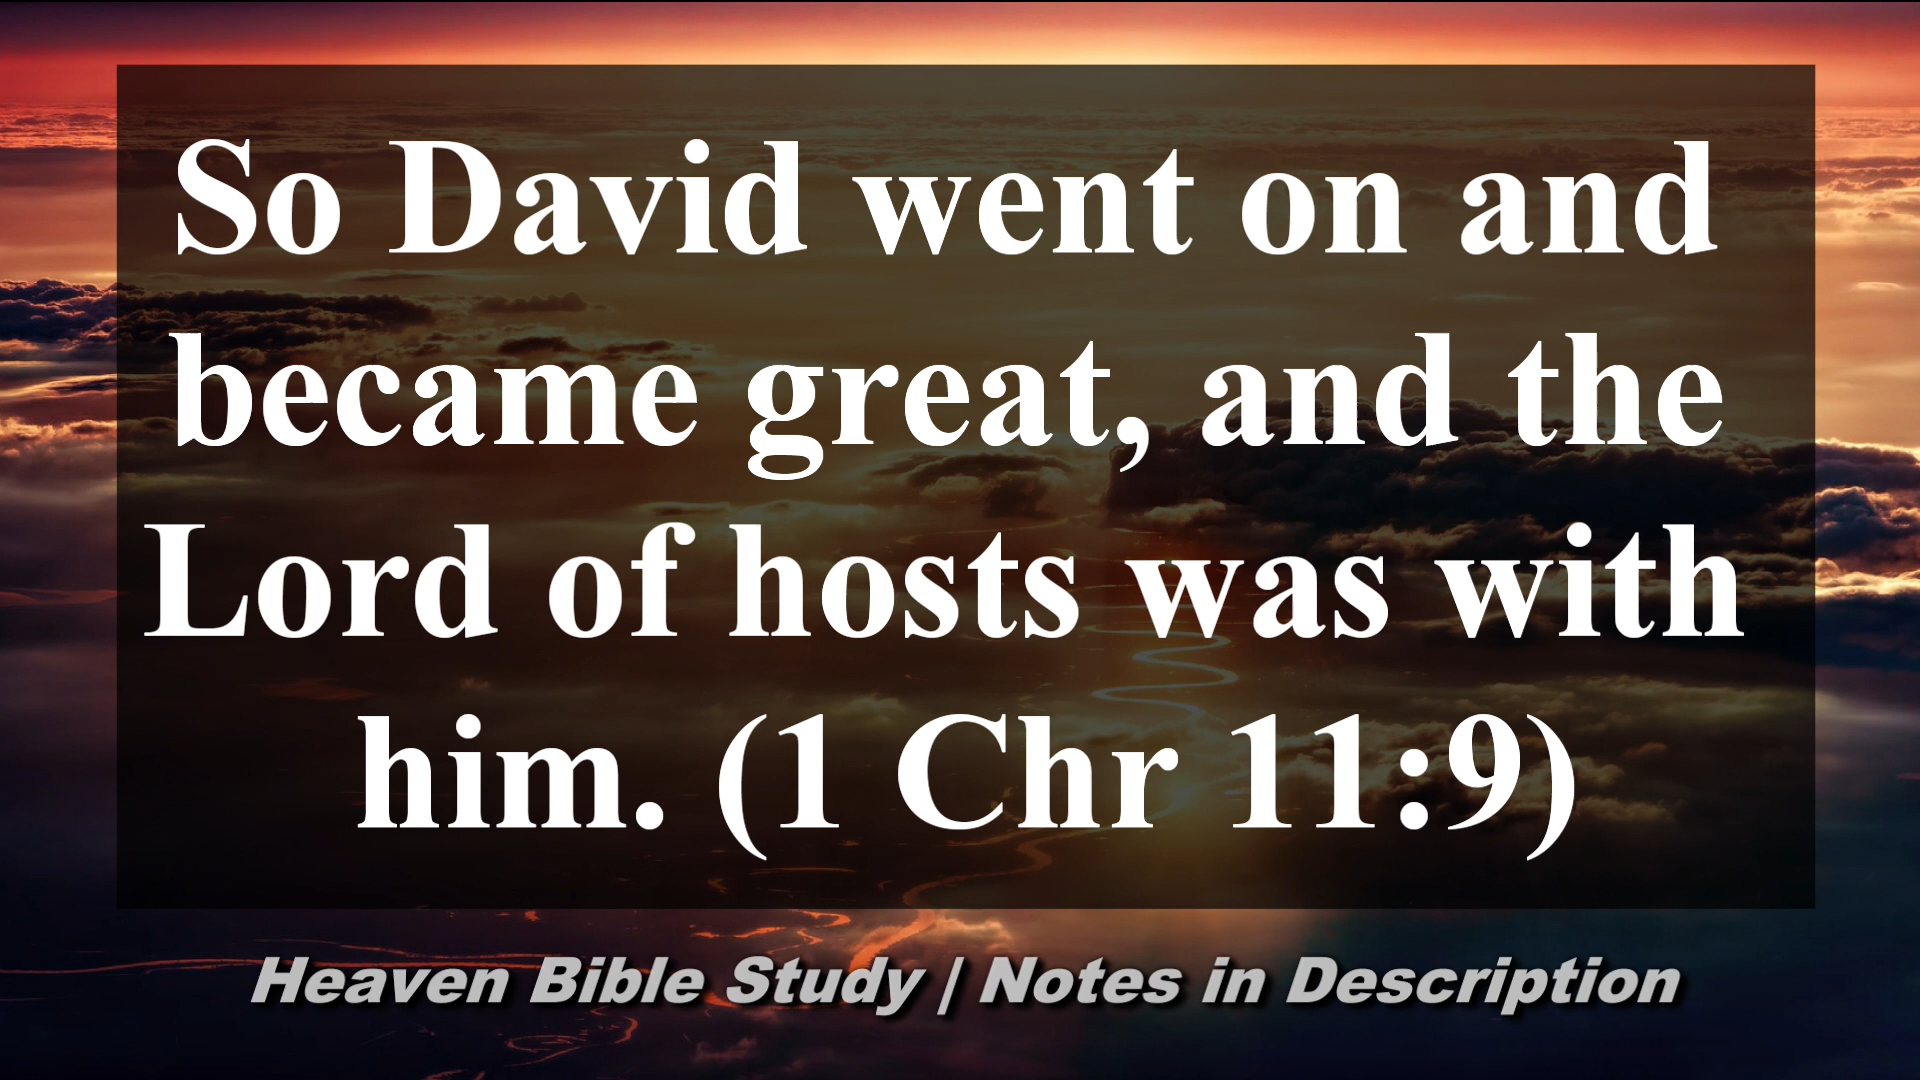 So David went on and
became great, and the
Lord of hosts was with
him. (1 Chr 11:9)
Heaven Bible Study | Notes in Description